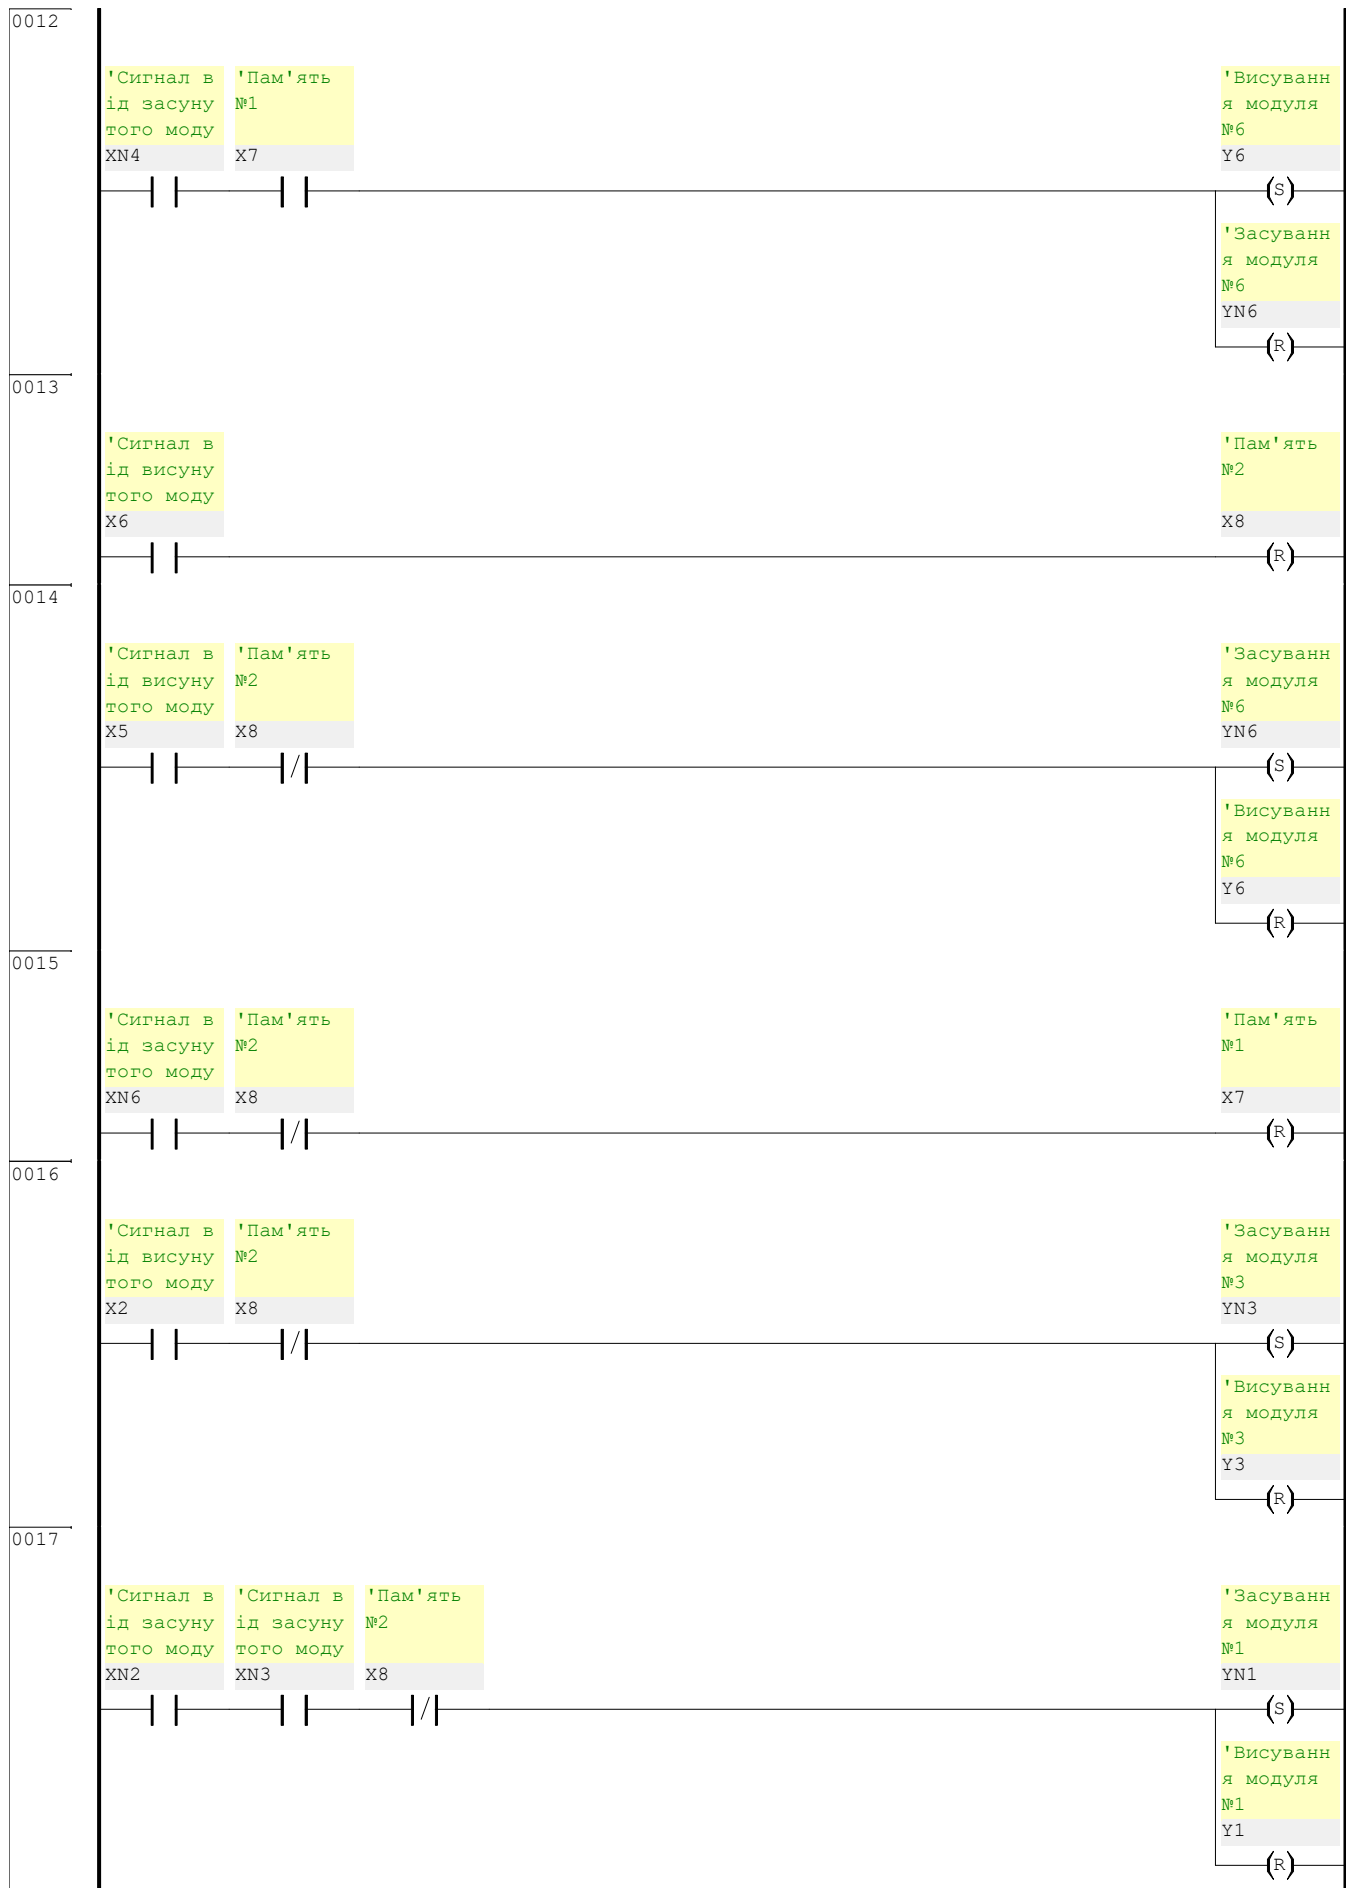 0012
'Сигнал в
ід засуну
того моду
XN4
'Пам'ять
№1
X7
'Висуванн
я модуля
№6
Y6
S
'Засуванн
я модуля
№6
YN6
R
0013
'Сигнал в
ід висуну
того моду
X6
'Пам'ять
№2
X8
R
0014
'Сигнал в
ід висуну
того моду
X5
'Пам'ять
№2
X8
'Засуванн
я модуля
№6
YN6
S
'Висуванн
я модуля
№6
Y6
R
0015
'Сигнал в
ід засуну
того моду
XN6
'Пам'ять
№2
X8
'Пам'ять
№1
X7
R
0016
'Сигнал в
ід висуну
того моду
X2
'Пам'ять
№2
X8
'Засуванн
я модуля
№3
YN3
S
'Висуванн
я модуля
№3
Y3
R
0017
'Сигнал в
ід засуну
того моду
XN2
'Сигнал в
ід засуну
того моду
XN3
'Пам'ять
№2
X8
'Засуванн
я модуля
№1
YN1
S
'Висуванн
я модуля
№1
Y1
R